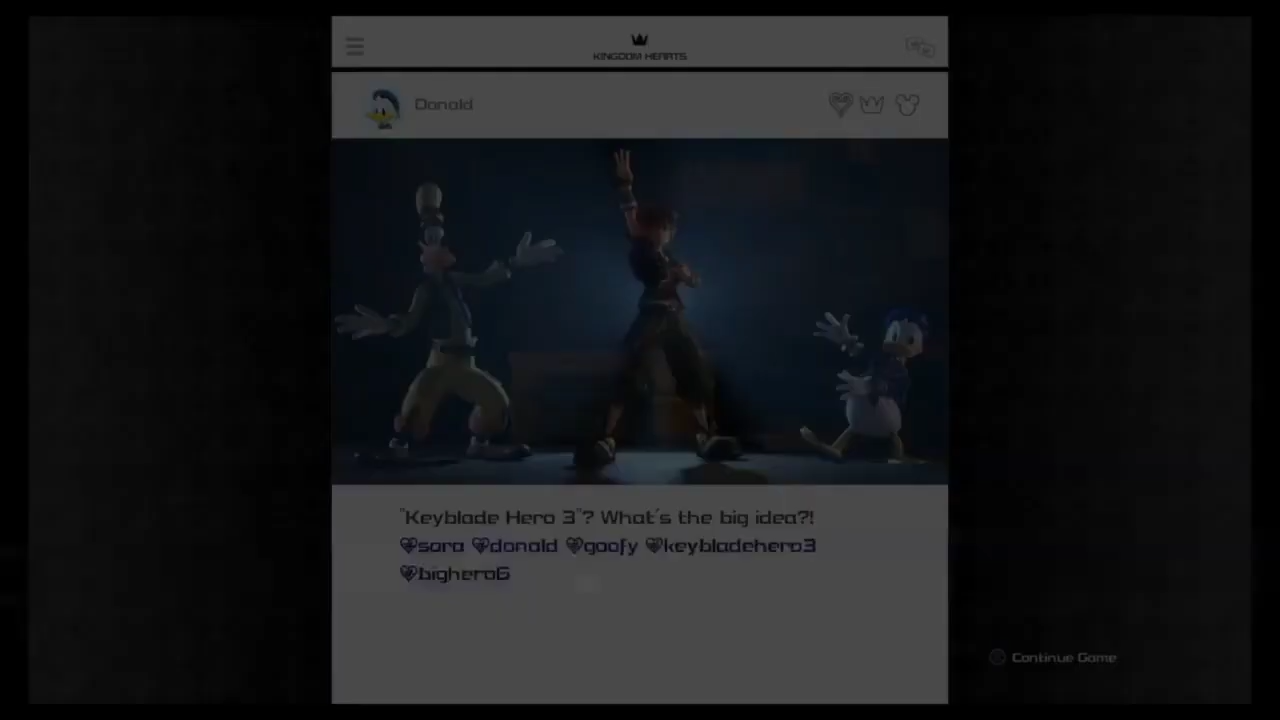 KINGDOM HEARTS
Donald
"Keyblade Hero 3"? What's the big idea?!
sora donald goofy keybladehero3
bighero6
Continue Game